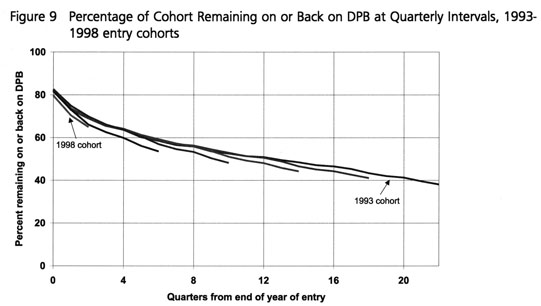 Figure 9 Percentage of Cohort Remaining on or Back on DPB at Quarterly Intervals, 1993-
1998 entry cohorts
Percent remaining on or back on DPB
100
80
60
40
20
0
1998 cohort
1993 cohort
0 4 8 12 16 20
Quarters from end of year of entry